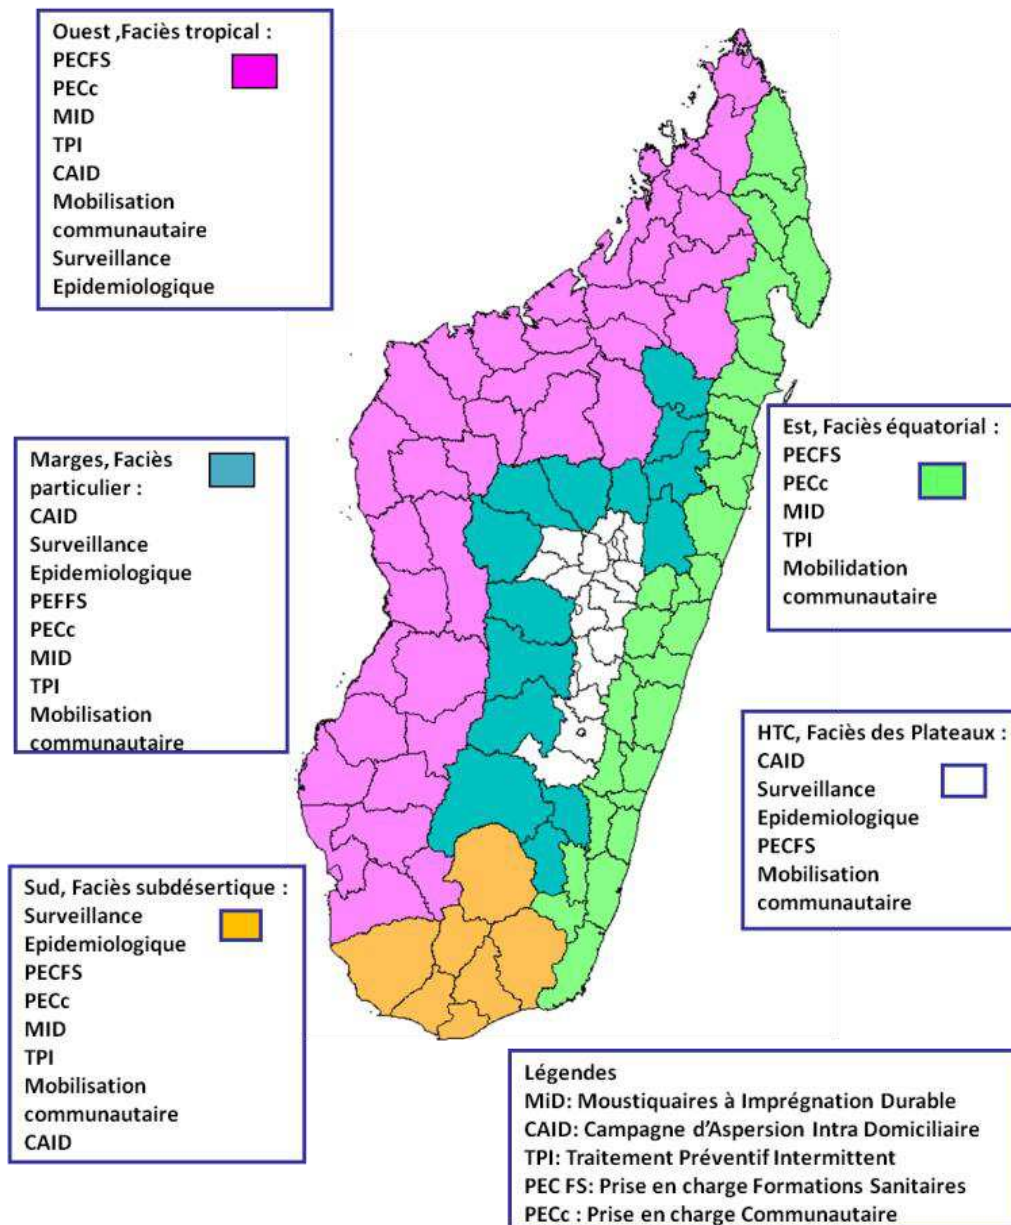 Ouest ,Faciès tropical :
PECFS
PECc
MID
TPI
CAID
Mobilisation
communautaire
Surveillance
Epidemiologique
Marges, Faciès
particulier :
CAID
Surveillance
Epidemiologique
PEFFS
PECc
MID
TPI
Mobilisation
communautaire
Est, Faciès équatorial :
PECFS
PECc
MID
TPI
Mobilidation
communautaire
HTC, Faciès des Plateaux :
CAID
Surveillance
Epidemiologique
PECFS
Mobilisation
communautaire
Sud, Faciès subdésertique :
Surveillance
Epidemiologique
PECFS
PECc
MID
TPI
Mobilisation
communautaire
CAID
Légendes
MiD: Moustiquaires à Imprégnation Durable
CAID: Campagne d'Aspersion Intra Domiciliaire
TPI: Traitement Préventif Intermittent
PEC FS: Prise en charge Formations Sanitaires
PECc : Prise en charge Communautaire